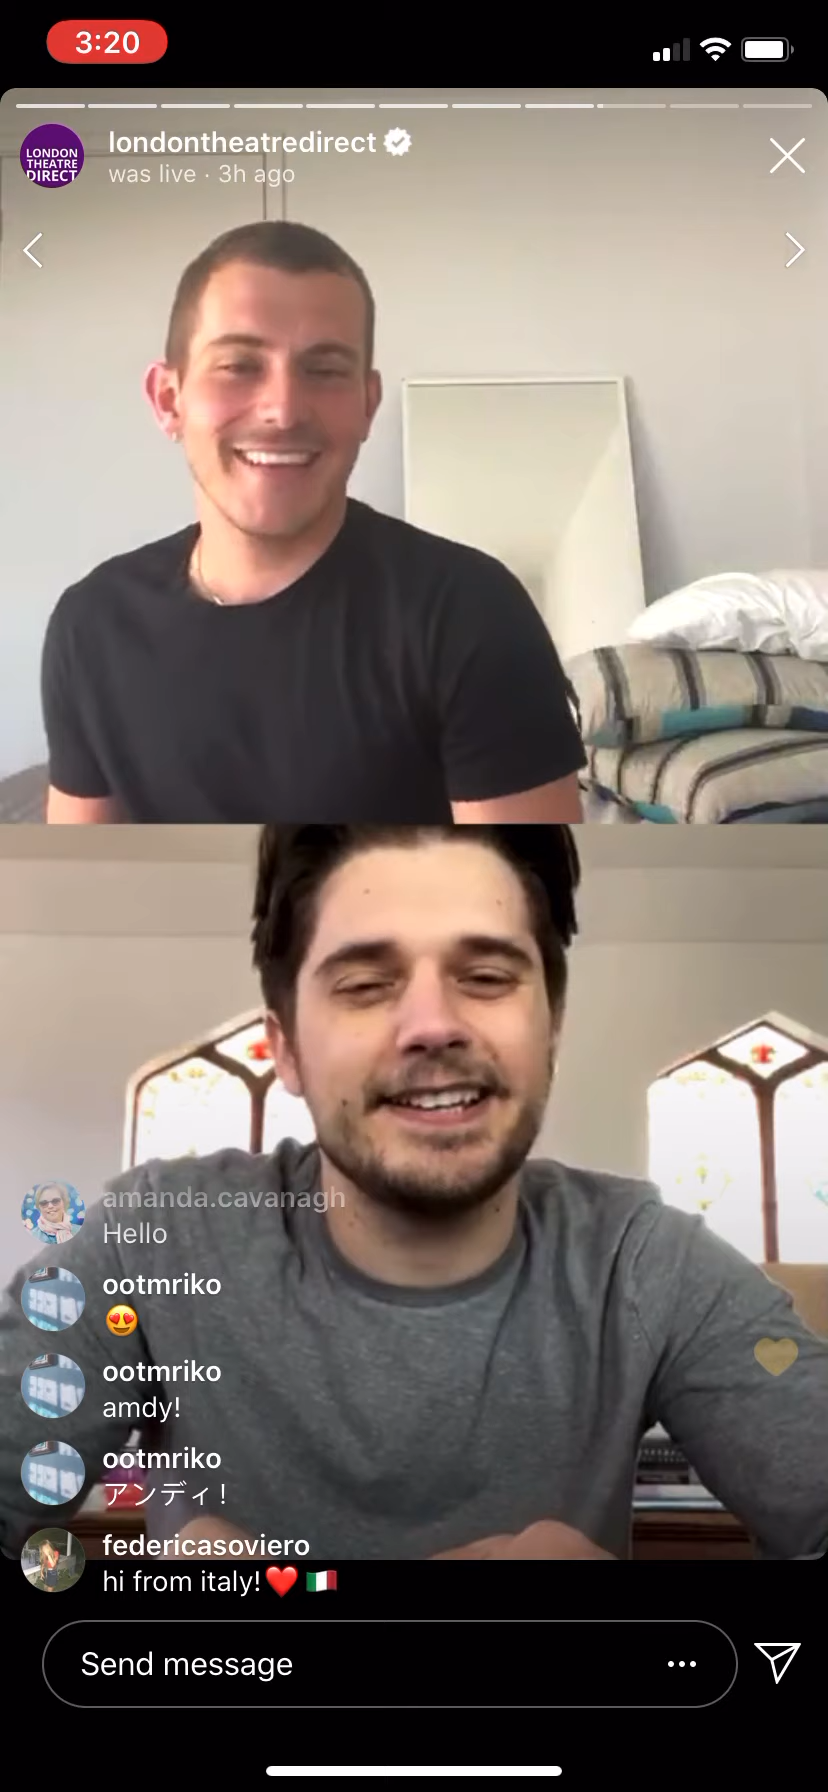 3:20
londontheatredirect
was live · 3h ago
LONDON
THEATRE
DIRECT
amanda.cavanagh
Hello
ootmriko
😍
ootmriko
amdy!
ootmriko
アンディ！
federicasoviero
hi from italy!❤️ 🇮🇹
Send message